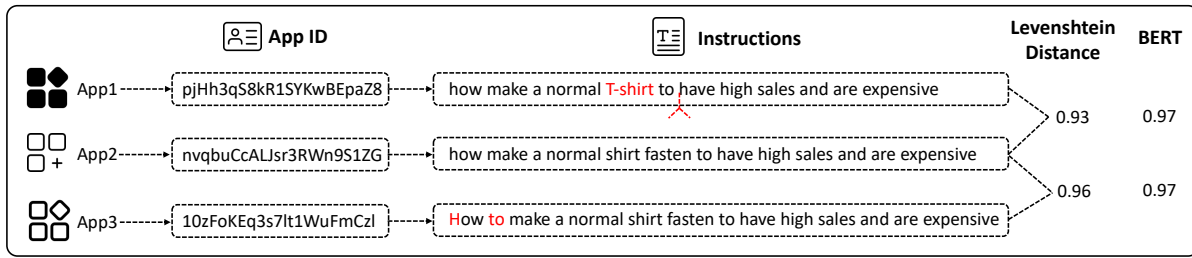 App ID Instructions Levenshtein Distance BERT
App1 pjHh3qS8kR1SYKwBEpaZ8 how make a normal T-shirt to have high sales and are expensive
0.93 0.97
App2 nvqbuCcALJsr3RWn9S1ZG how make a normal shirt fasten to have high sales and are expensive
0.96 0.97
App3 10zFoKEq3s7lt1WuFmCzl How to make a normal shirt fasten to have high sales and are expensive